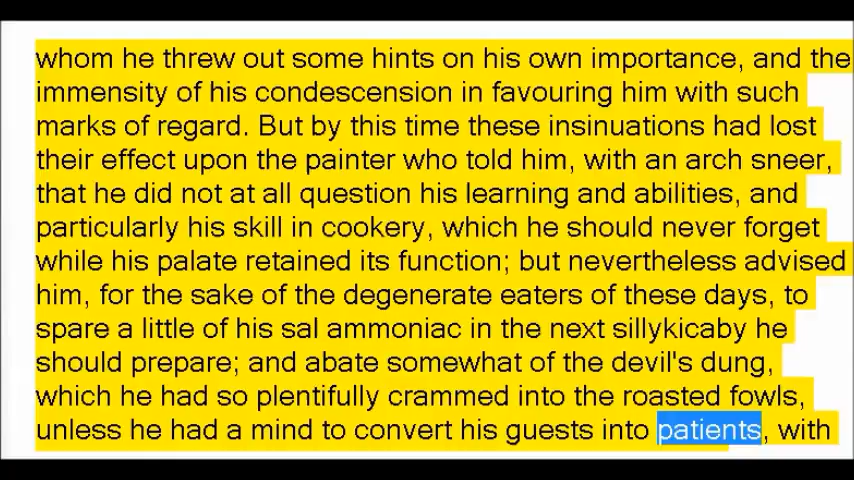 whom he threw out some hints on his own importance, and the
immensity of his condescension in favouring him with such
marks of regard. But by this time these insinuations had lost
their effect upon the painter who told him, with an arch sneer,
that he did not at all question his learning and abilities, and
particularly his skill in cookery, which he should never forget
while his palate retained its function; but nevertheless advised
him, for the sake of the degenerate eaters of these days, to
spare a little of his sal ammoniac in the next sillykicaby he
should prepare; and abate somewhat of the devil's dung,
which he had so plentifully crammed into the roasted fowls,
unless he had a mind to convert his guests into patients, with